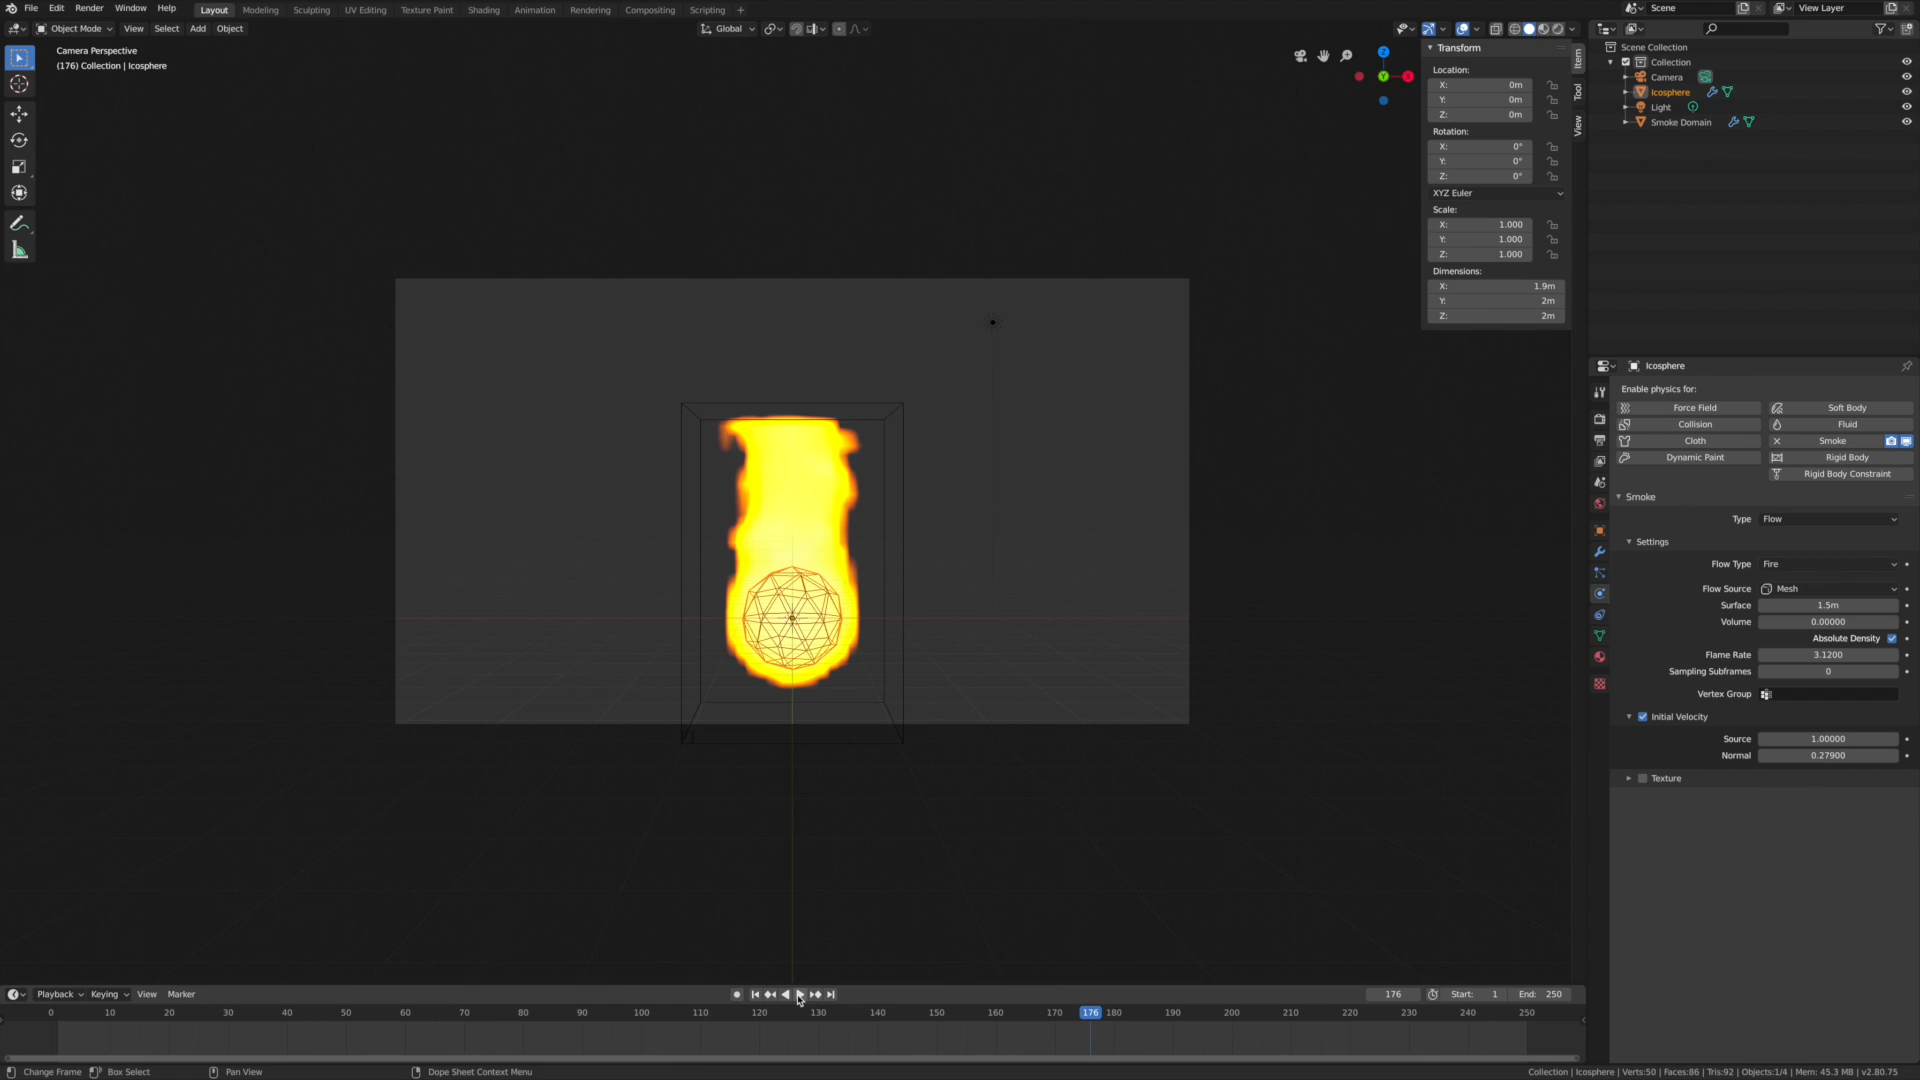 File Edit Render Window Help Layout Modeling Sculpting UV Editing Texture Paint Shading Animation Rendering Compositing Scripting + Scene View Layer
Object Mode View Select Add Object Global
Camera Perspective
(176) Collection | Icosphere
Z
Y
X
Transform
Location:
X: 0m
Y: 0m
Z: 0m
Rotation:
X: 0°
Y: 0°
Z: 0°
XYZ Euler
Scale:
X: 1.000
Y: 1.000
Z: 1.000
Dimensions:
X: 1.9m
Y: 2m
Z: 2m
Item
Tool
View
Scene Collection
Collection
Camera
Icosphere
Light
Smoke Domain
Icosphere
Enable physics for:
Force Field Soft Body
Collision Fluid
Cloth Smoke
Dynamic Paint Rigid Body
Rigid Body Constraint
Smoke
Type Flow
Settings
Flow Type Fire
Flow Source Mesh
Surface 1.5m
Volume 0.00000
Absolute Density
Flame Rate 3.1200
Sampling Subframes 0
Vertex Group
Initial Velocity
Source 1.00000
Normal 0.27900
Texture
Playback Keying View Marker 176 Start: 1 End: 250
0 10 20 30 40 50 60 70 80 90 100 110 120 130 140 150 160 170 176 180 190 200 210 220 230 240 250
Change Frame Box Select Pan View Dope Sheet Context Menu Collection | Icosphere | Verts:50 | Faces:86 | Tris:92 | Objects:1/4 | Mem: 45.3 MB | v2.80.75